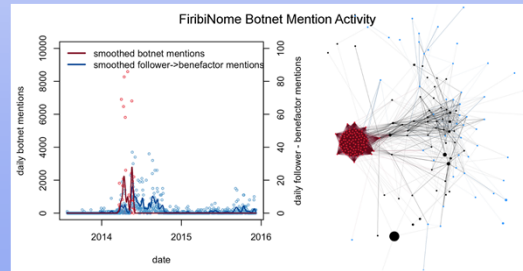 FiribiNome Botnet Mention Activity
smoothed botnet mentions
smoothed follower->benefactor mentions
daily botnet mentions
10000
8000
6000
4000
2000
0
100
80
60
40
20
0
daily follower - benefactor mentions
2014
2015
2016
date